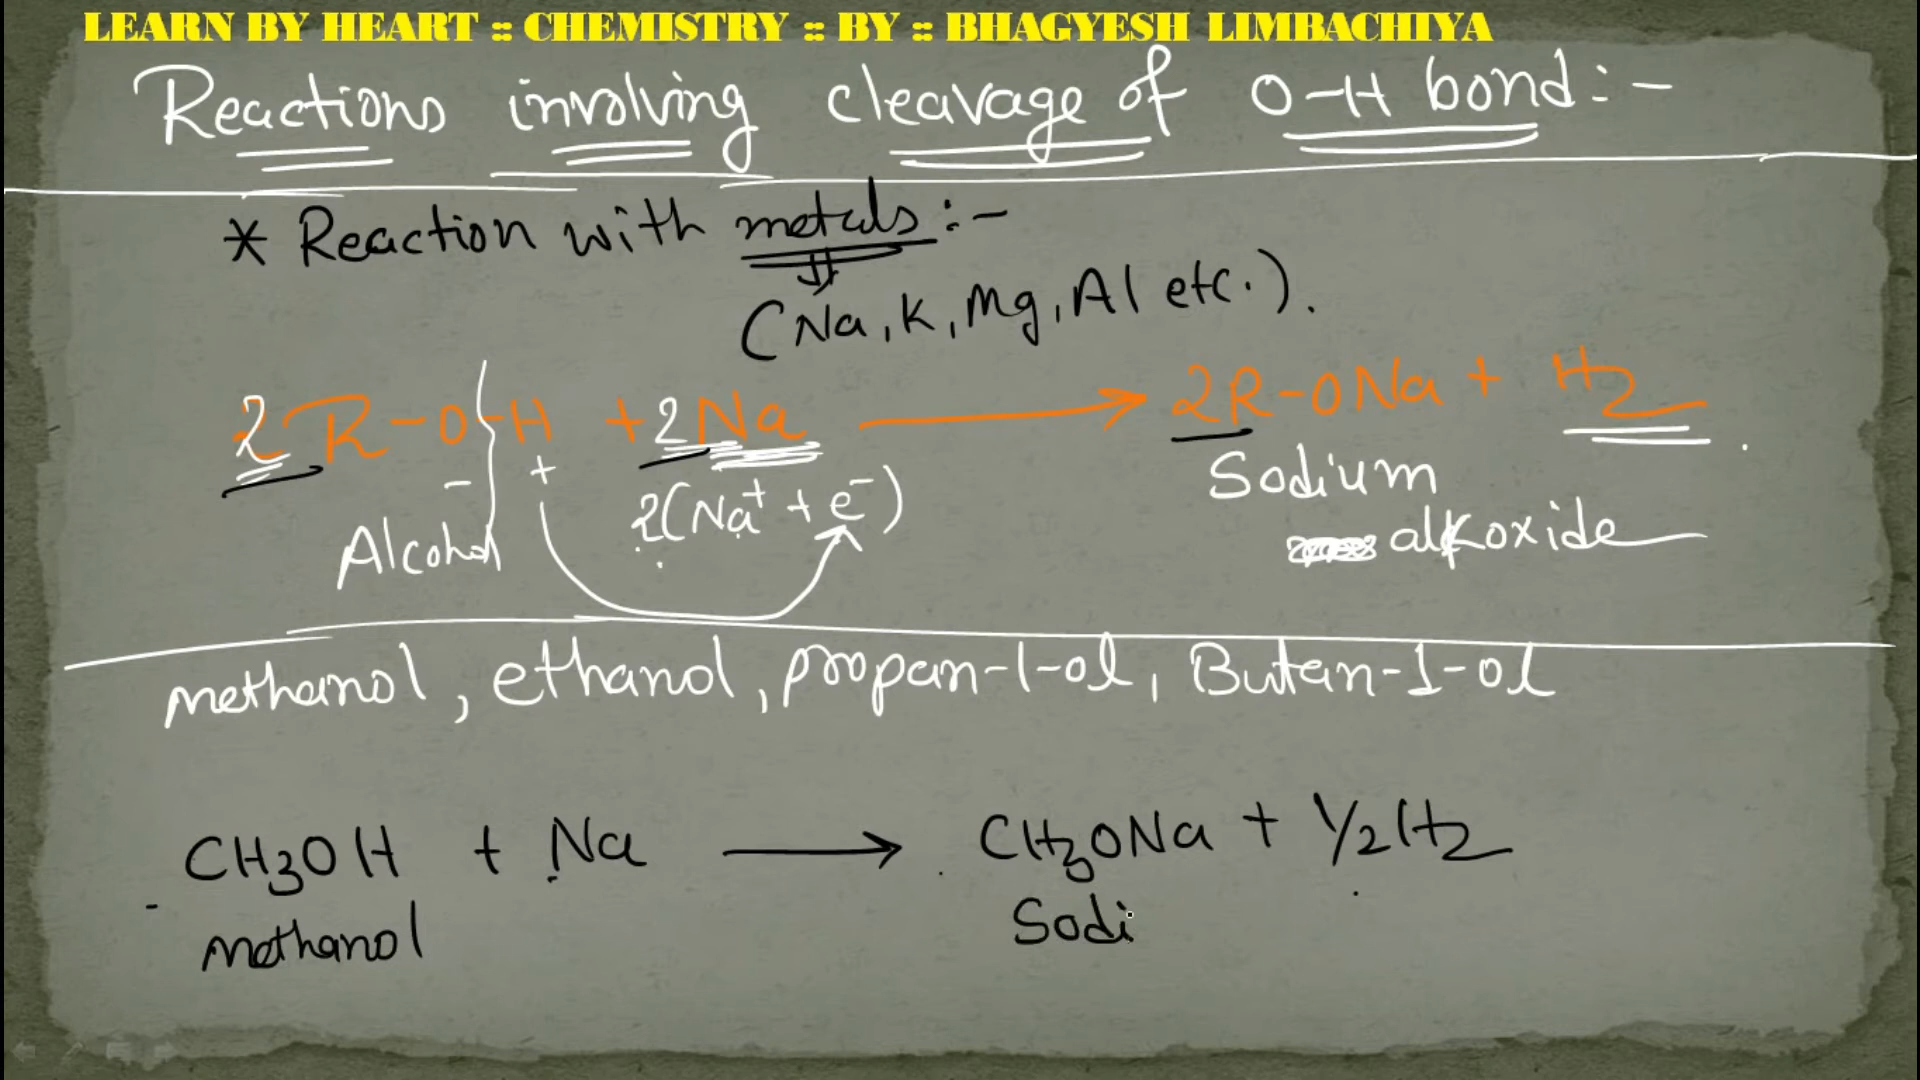 LEARN BY HEART :: CHEMISTRY :: BY :: BHAGYESH LIMBACHIYA
Reactions involving cleavage of O-H bond:-
* Reaction with metals:-
(Na, K, Mg, Al etc.).
2R-O-H + 2Na → 2R-ONa + H2
- +
2(Na+ + e-)
Alcohol
Sodium
alkoxide
methanol, ethanol, propan-1-ol, Butan-1-ol
CH3OH + Na → CH3ONa + 1/2H2
methanol
Sodi